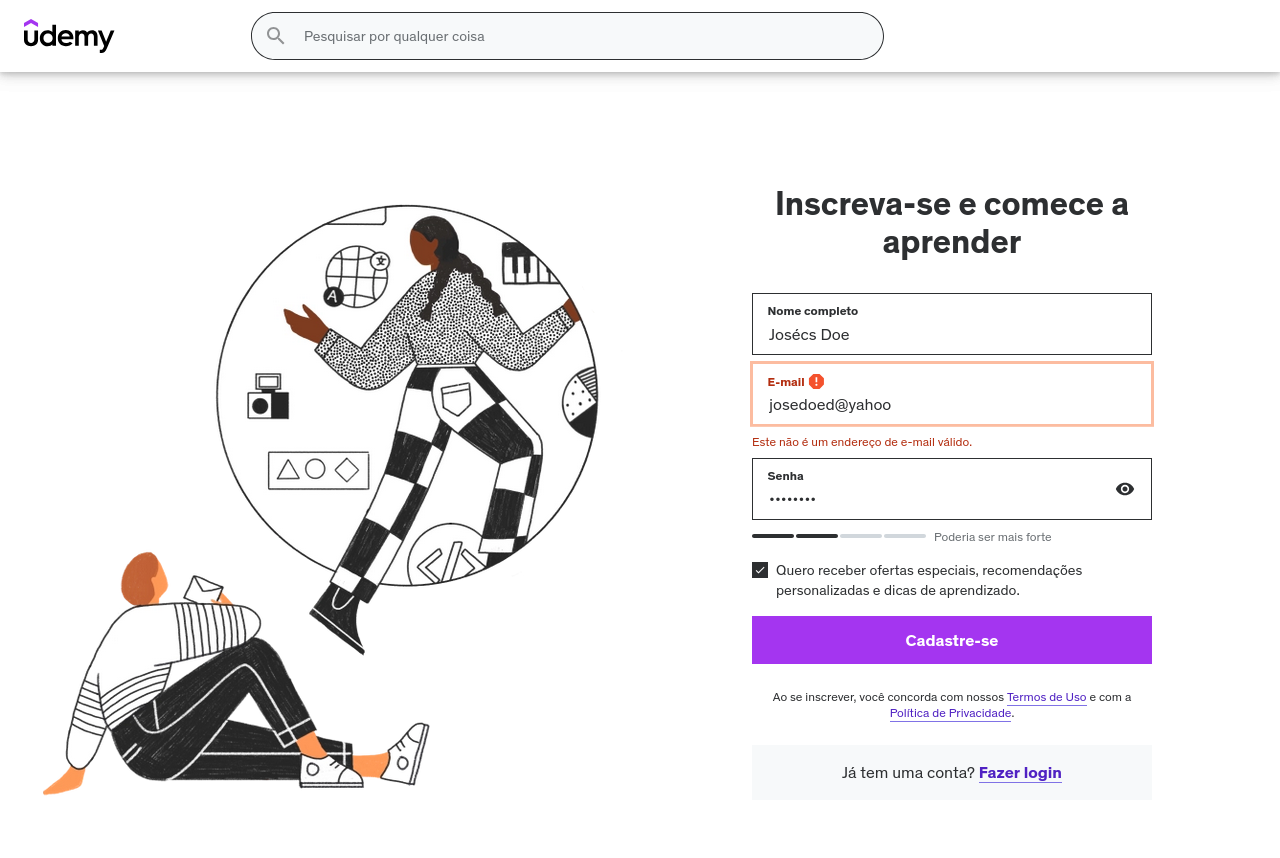 udemy
Pesquisar por qualquer coisa
Inscreva-se e comece a
aprender
Nome completo
Josécs Doe
E-mail
josedoed@yahoo
Este não é um endereço de e-mail válido.
Senha
••••••••
Poderia ser mais forte
Quero receber ofertas especiais, recomendações
personalizadas e dicas de aprendizado.
Cadastre-se
Ao se inscrever, você concorda com nossos Termos de Uso e com a
Política de Privacidade.
Já tem uma conta? Fazer login
文
A